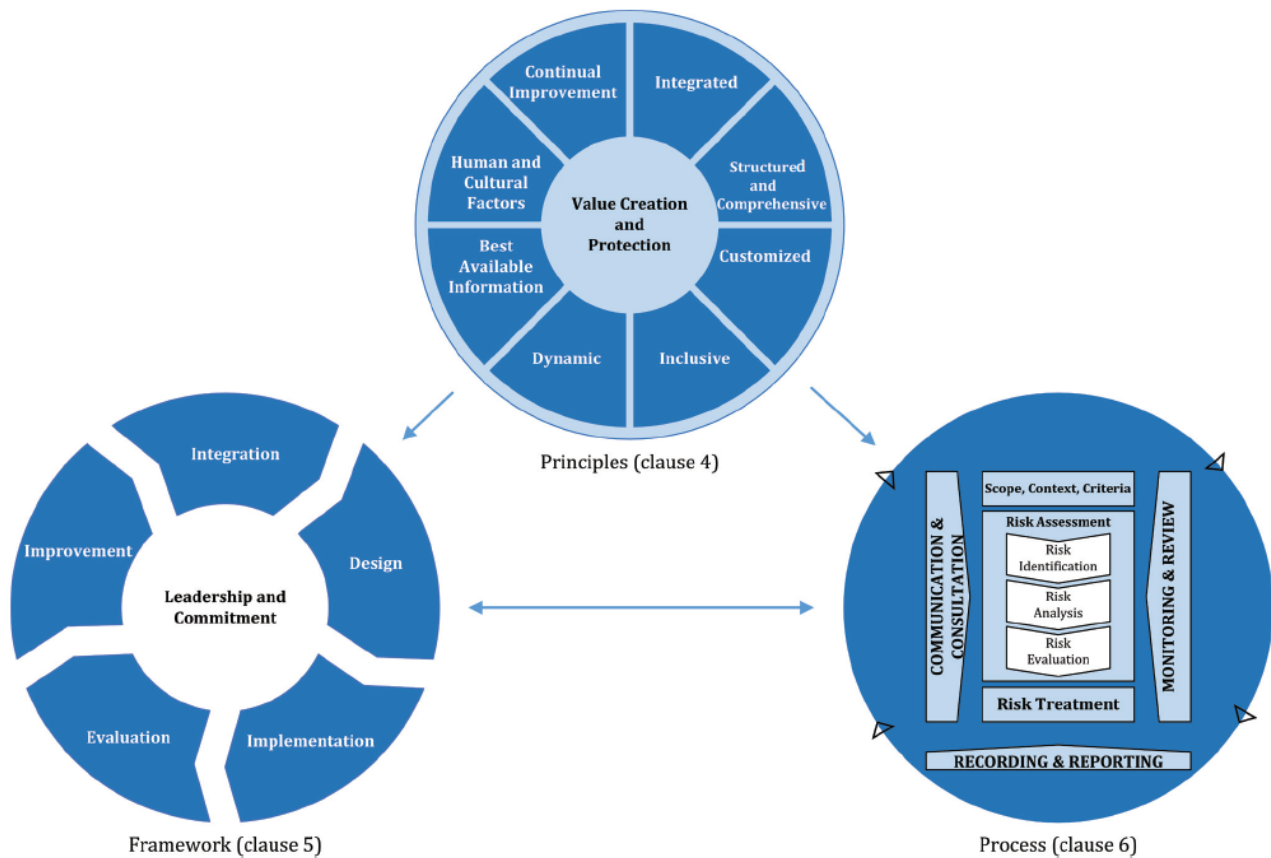 Continual
Improvement
Integrated
Human and
Cultural
Factors
Structured
and
Comprehensive
Value Creation
and
Protection
Best
Available
Information
Customized
Dynamic
Inclusive
Principles (clause 4)
Integration
Improvement
Design
Leadership and
Commitment
Evaluation
Implementation
Framework (clause 5)
COMMUNICATION &
CONSULTATION
Scope, Context, Criteria
Risk Assessment
Risk
Identification
Risk
Analysis
Risk
Evaluation
Risk Treatment
MONITORING & REVIEW
RECORDING & REPORTING
Process (clause 6)